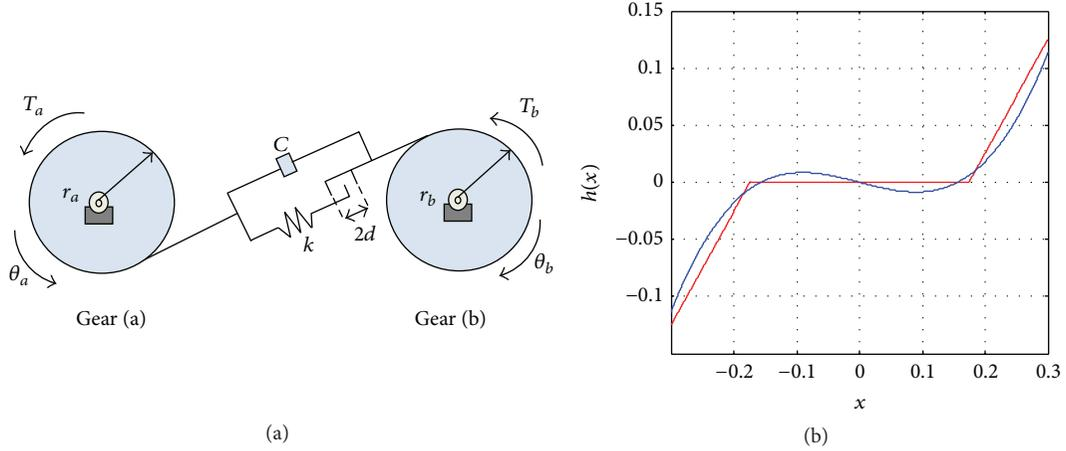 T_a
T_b
C
r_a
r_b
k
2d
θ_a
θ_b
Gear (a)
Gear (b)
(a)
0.15
0.1
0.05
0
−0.05
−0.1
h(x)
−0.2 −0.1 0 0.1 0.2 0.3
x
(b)